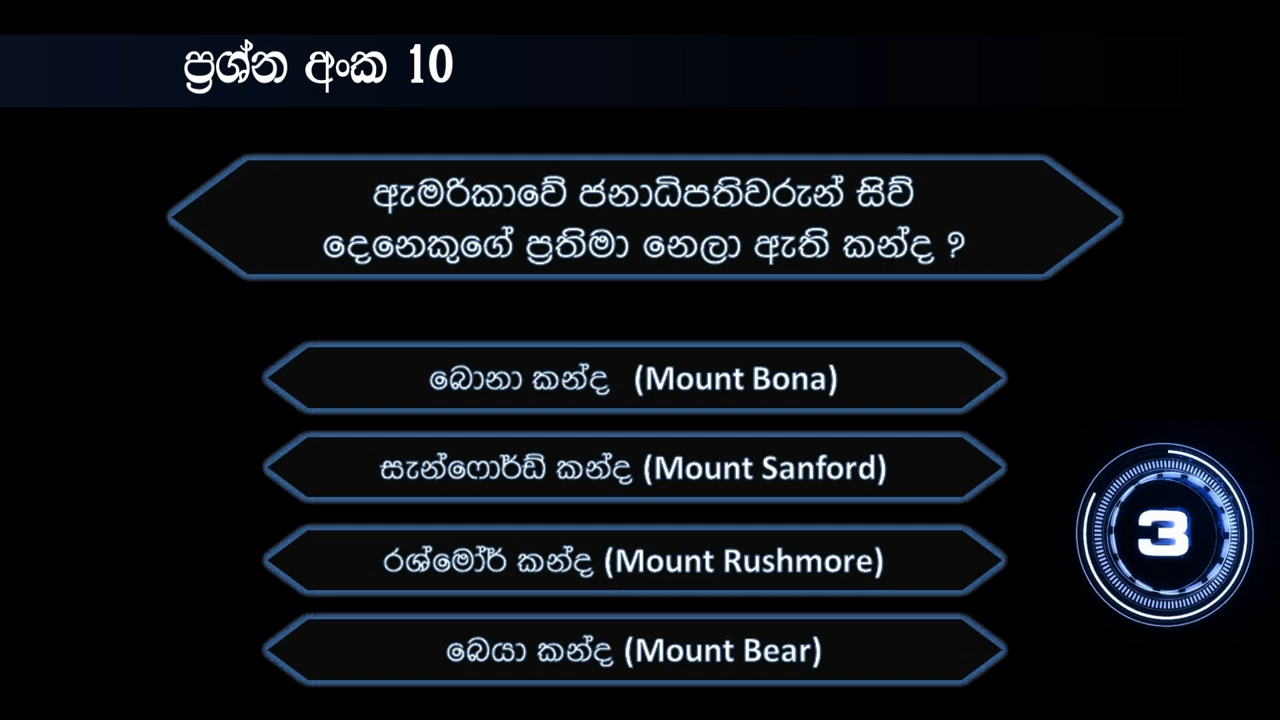 ප්‍රශ්න අංක 10
ඇමරිකාවේ ජනාධිපතිවරුන් සිව්
දෙනෙකුගේ ප්‍රතිමා නෙලා ඇති කන්ද ?
බොනා කන්ද (Mount Bona)
සැන්ෆොර්ඩ් කන්ද (Mount Sanford)
රශ්මෝර් කන්ද (Mount Rushmore)
3
බෙයා කන්ද (Mount Bear)